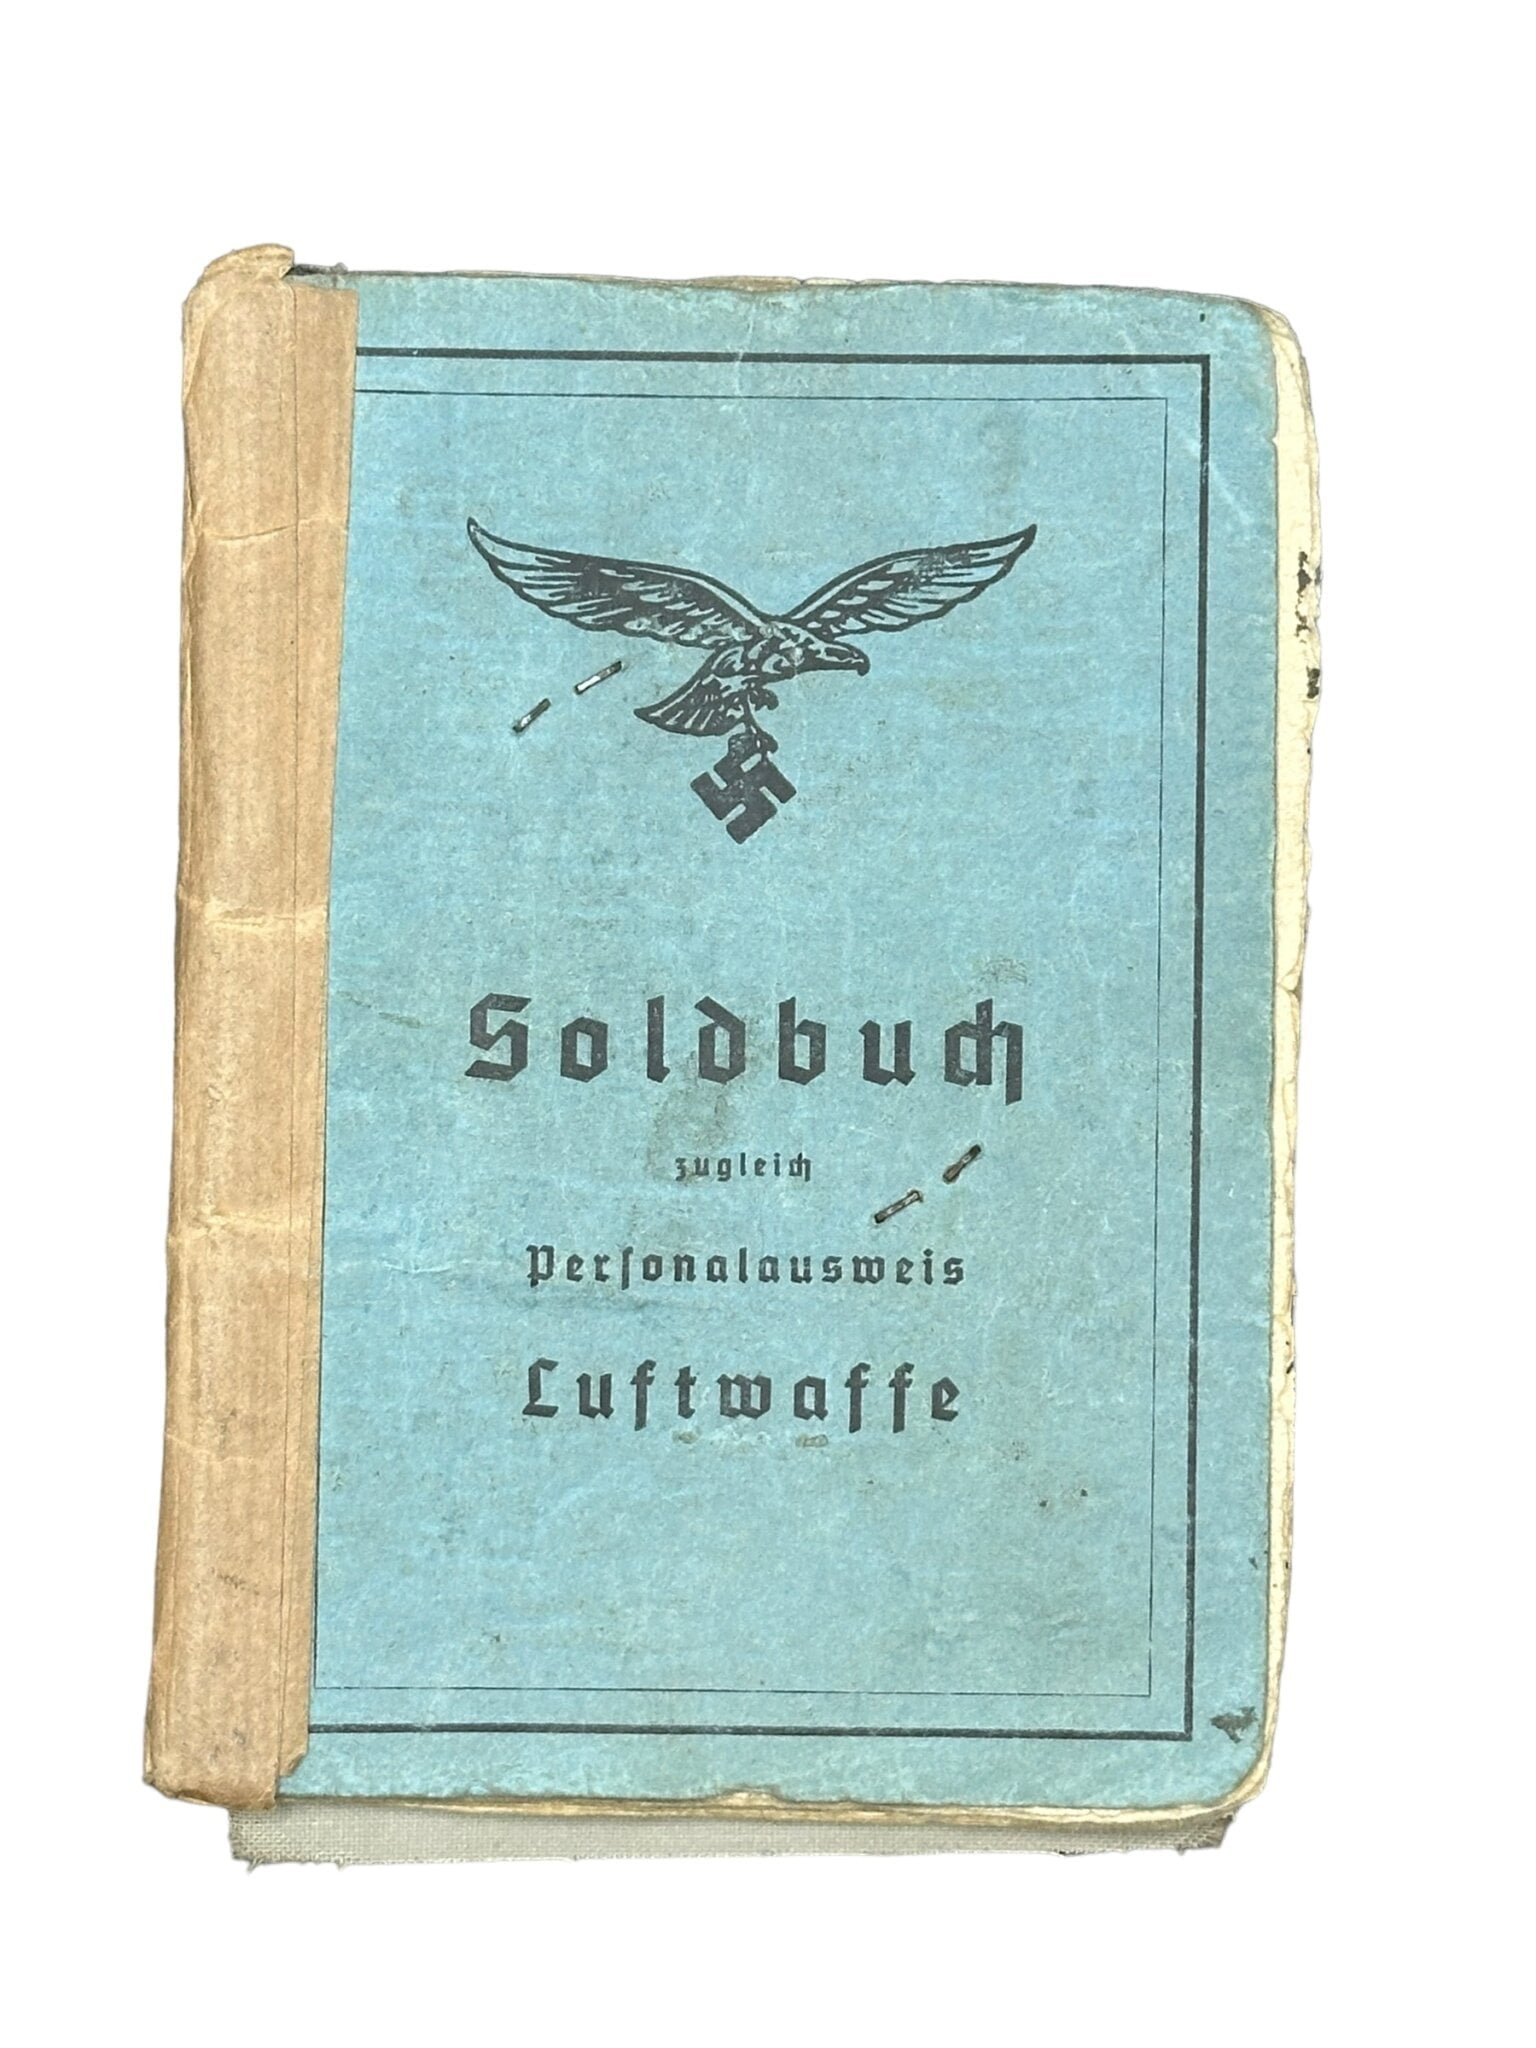 Soldbuch
zugleich
Personalausweis
Luftwaffe